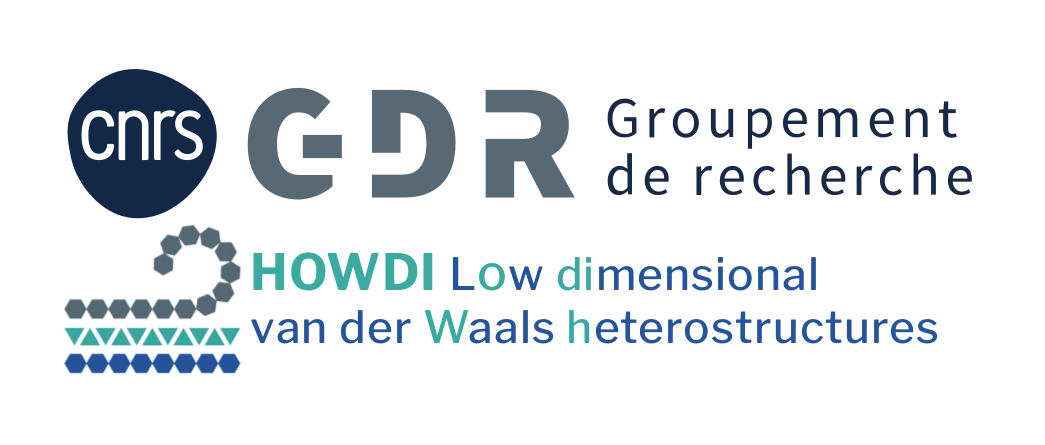 cnrs GDR Groupement
de recherche
HOWDI Low dimensional
van der Waals heterostructures